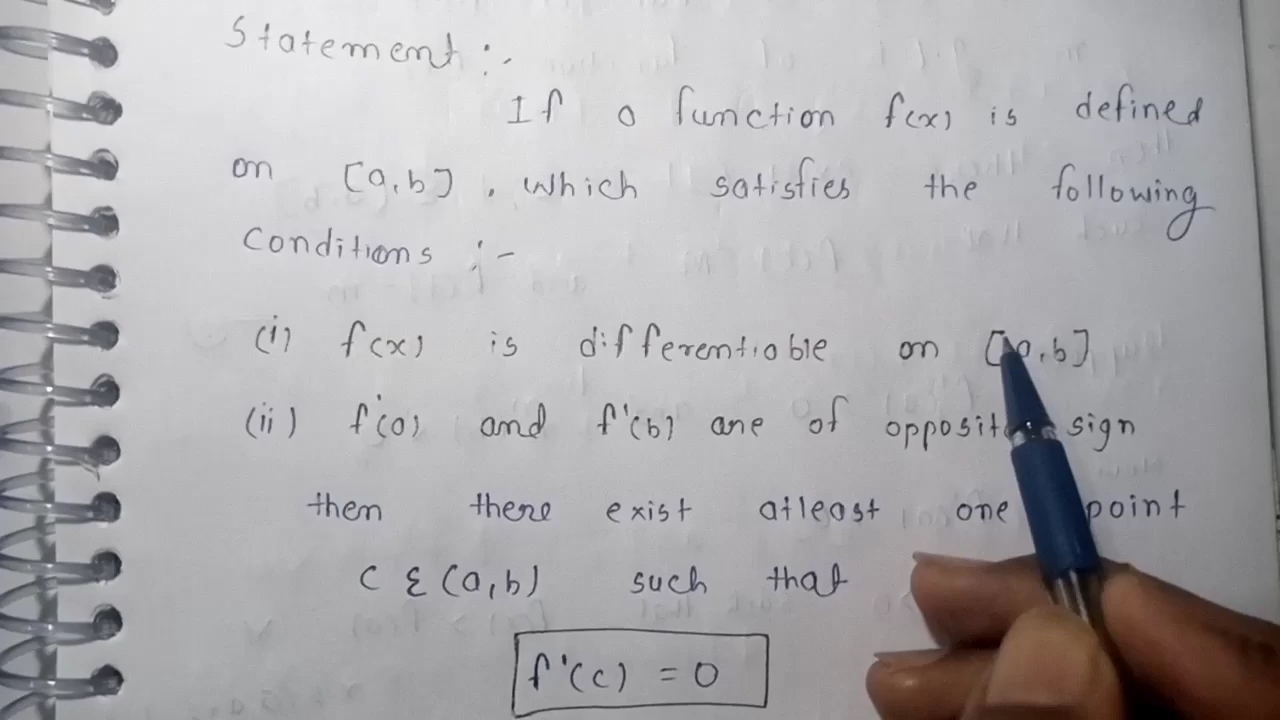 Statement :-
If a function f(x) is defined
on [a,b] , which satisfies the following
Conditions :-
(i) f(x) is differentiable on [a,b]
(ii) f'(a) and f'(b) are of opposite sign
then there exist atleast one point
C ε (a,b) such that
f'(c) = 0